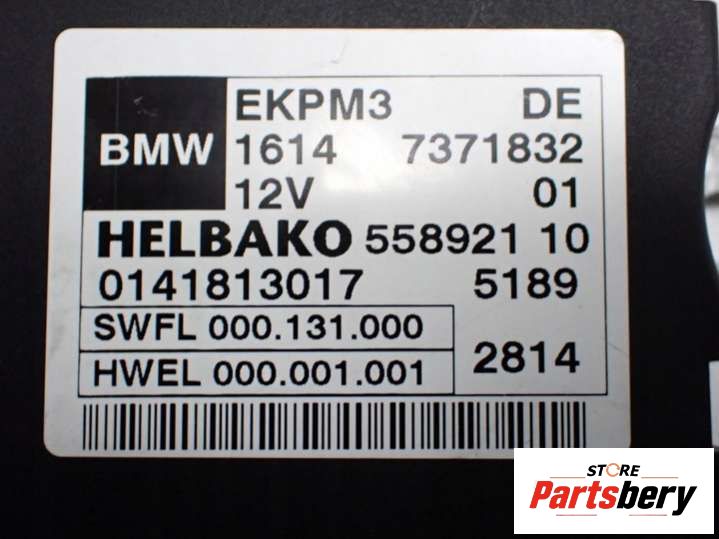 EKPM3 DE
BMW 1614 7371832
12V 01
HELBAKO 558921 10
0141813017 5189
SWFL 000.131.000
HWEL 000.001.001 2814
STORE
Partsbery